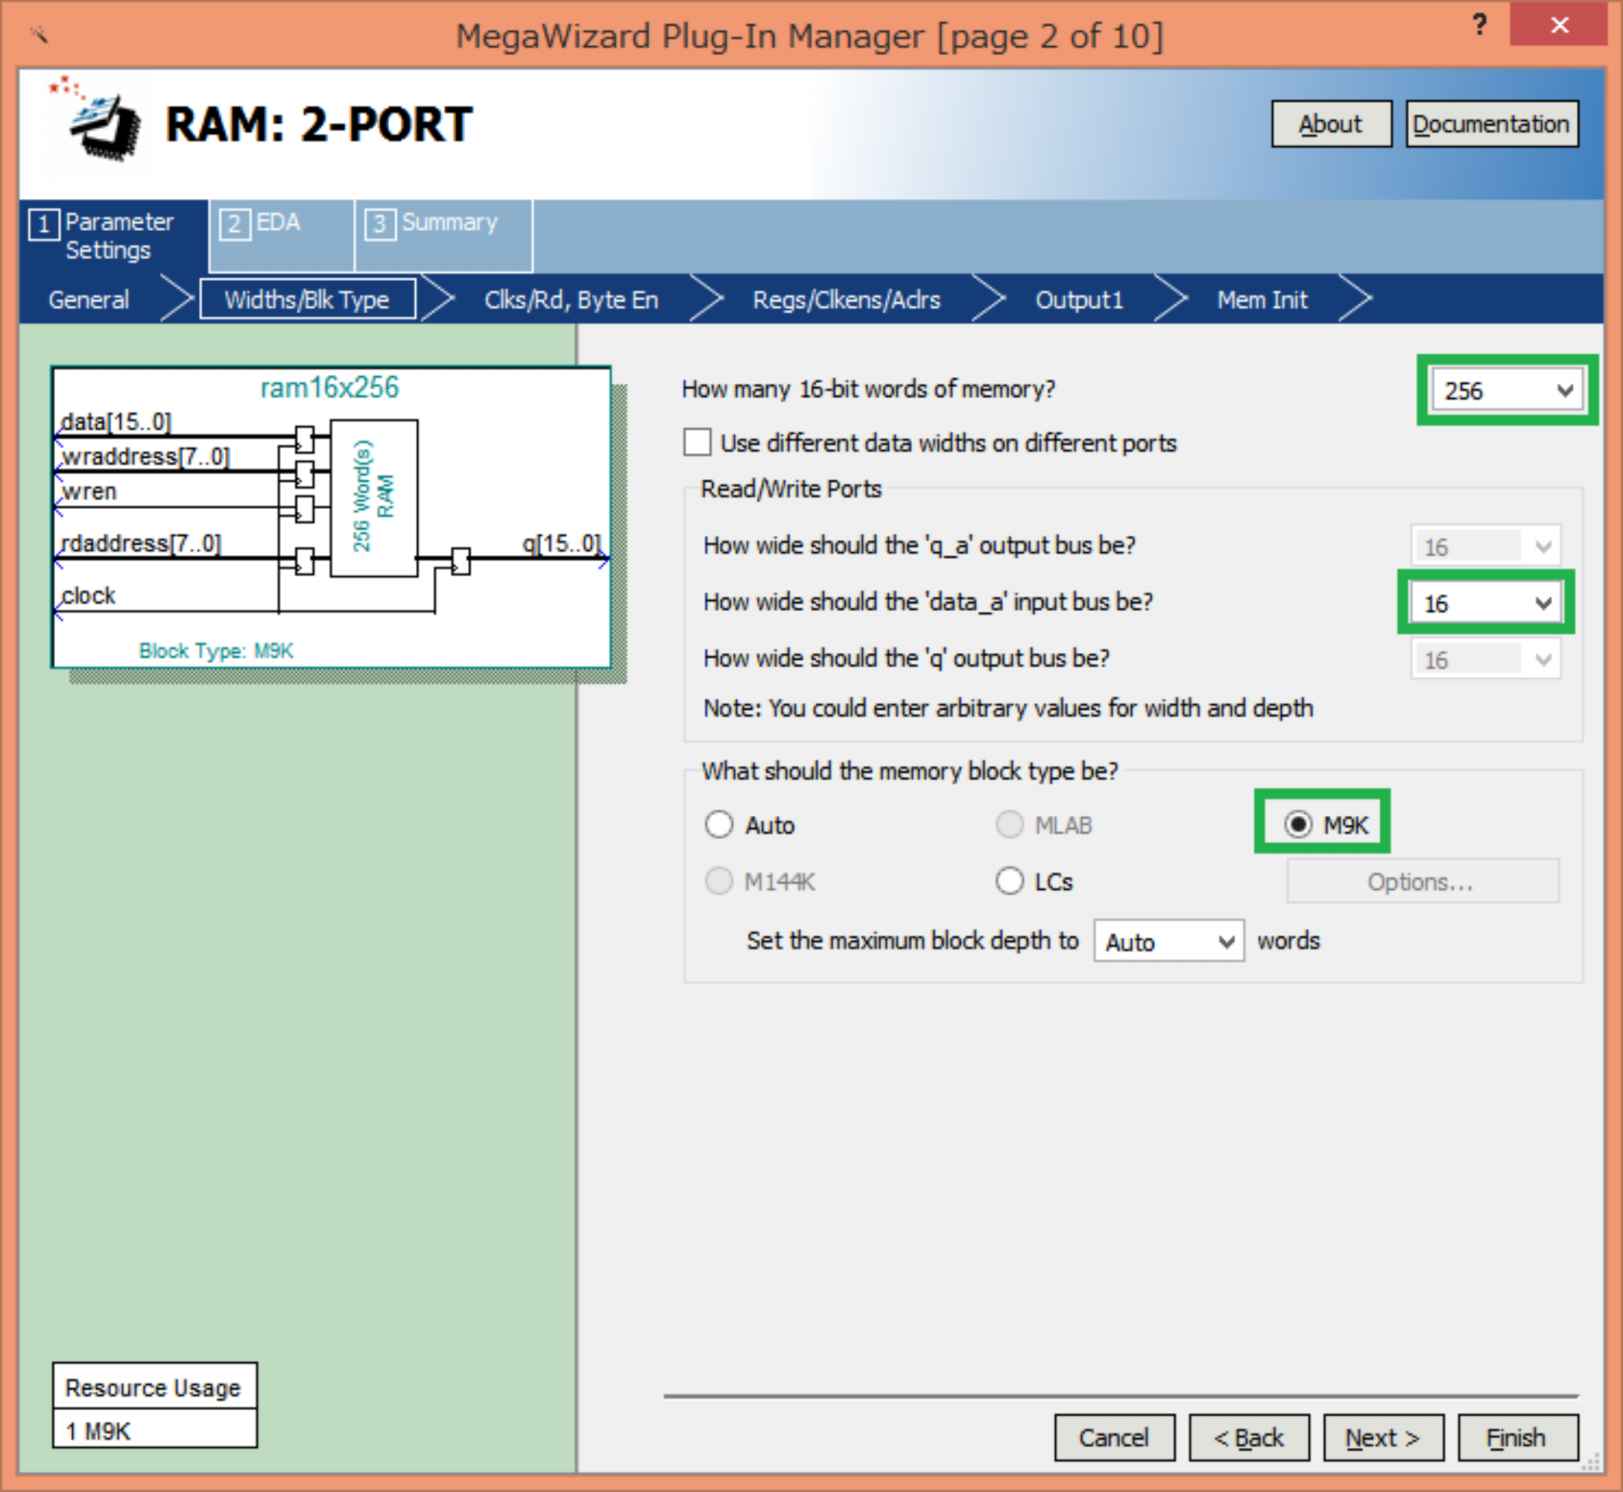 MegaWizard Plug-In Manager [page 2 of 10]
?
RAM: 2-PORT
About
Documentation
1 Parameter Settings
2 EDA
3 Summary
General
Widths/Blk Type
Clks/Rd, Byte En
Regs/Clkens/Aclrs
Output1
Mem Init
ram16x256
data[15..0]
wraddress[7..0]
wren
rdaddress[7..0]
clock
256 Word(s)
RAM
q[15..0]
Block Type: M9K
How many 16-bit words of memory?
256
Use different data widths on different ports
Read/Write Ports
How wide should the 'q_a' output bus be?
16
How wide should the 'data_a' input bus be?
16
How wide should the 'q' output bus be?
16
Note: You could enter arbitrary values for width and depth
What should the memory block type be?
Auto
MLAB
M9K
M144K
LCs
Options...
Set the maximum block depth to
Auto
words
Resource Usage
1 M9K
Cancel
< Back
Next >
Finish